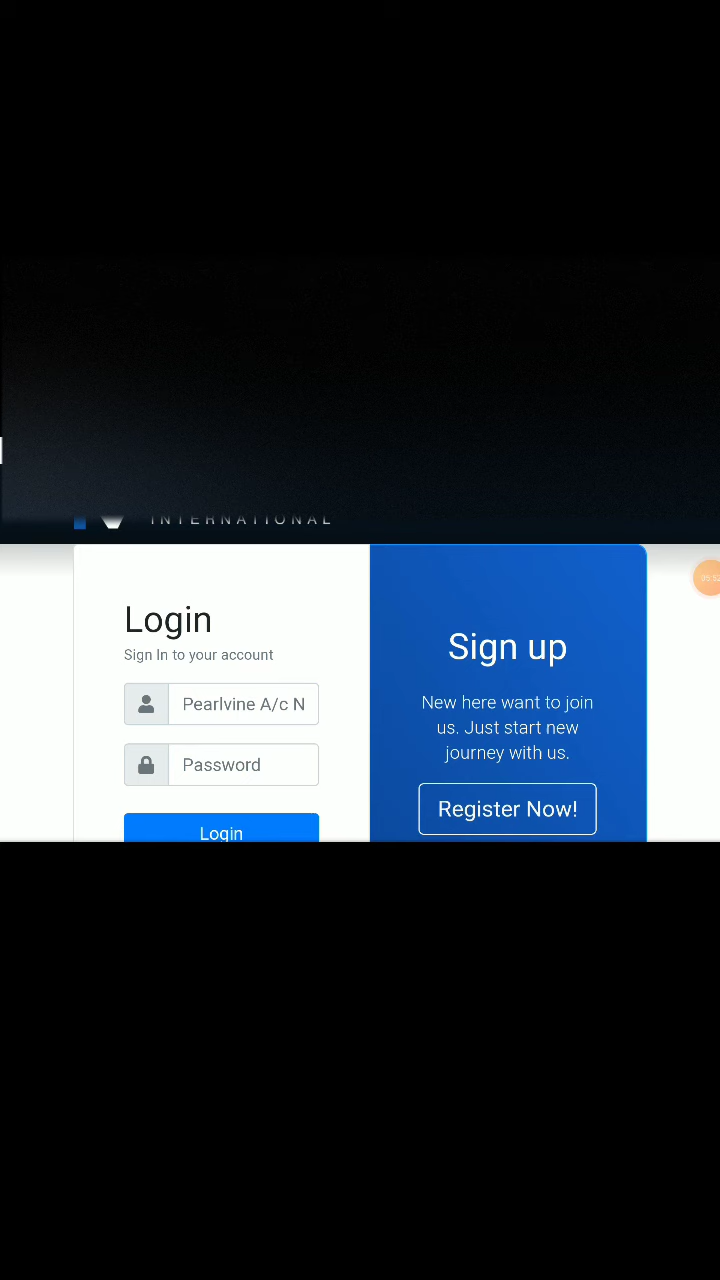 INTERNATIONAL
Login
Sign In to your account
Pearlvine A/c N
Password
Login
Sign up
New here want to join
us. Just start new
journey with us.
Register Now!